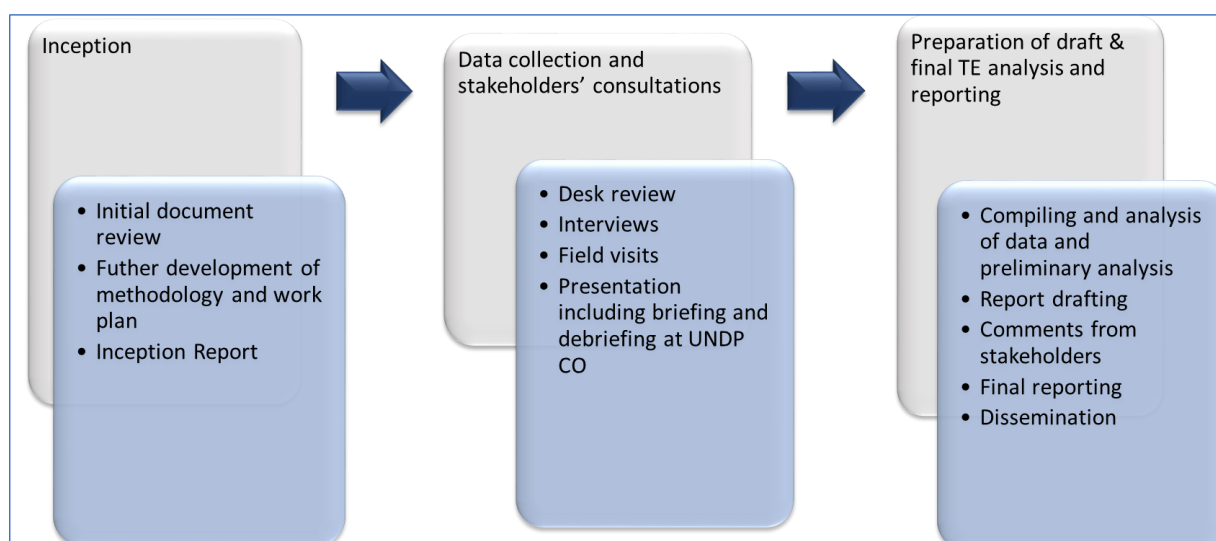 Inception
• Initial document
review
• Futher development of
methodology and work
plan
• Inception Report
Data collection and
stakeholders’ consultations
• Desk review
• Interviews
• Field visits
• Presentation
including briefing and
debriefing at UNDP
CO
Preparation of draft &
final TE analysis and
reporting
• Compiling and analysis
of data and
preliminary analysis
• Report drafting
• Comments from
stakeholders
• Final reporting
• Dissemination